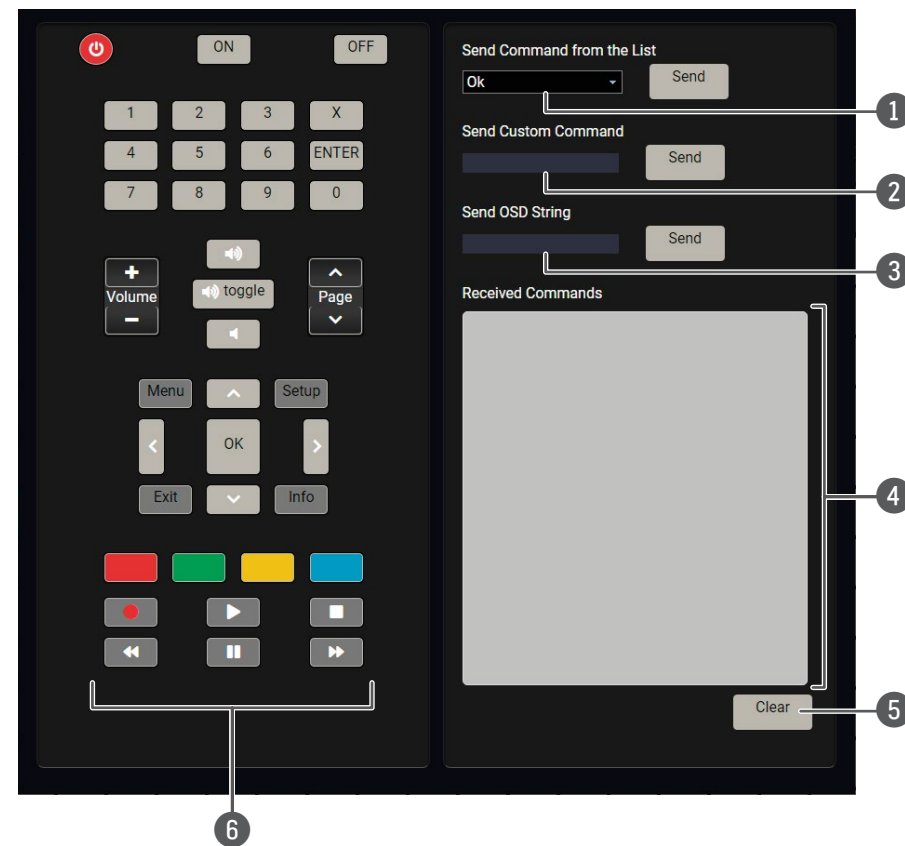 ON OFF
1 2 3 X
4 5 6 ENTER
7 8 9 0
Volume
toggle
Page
Menu Setup
OK
Exit Info
Send Command from the List
Ok Send
1
Send Custom Command
Send
2
Send OSD String
Send
3
Received Commands
4
Clear
5
6